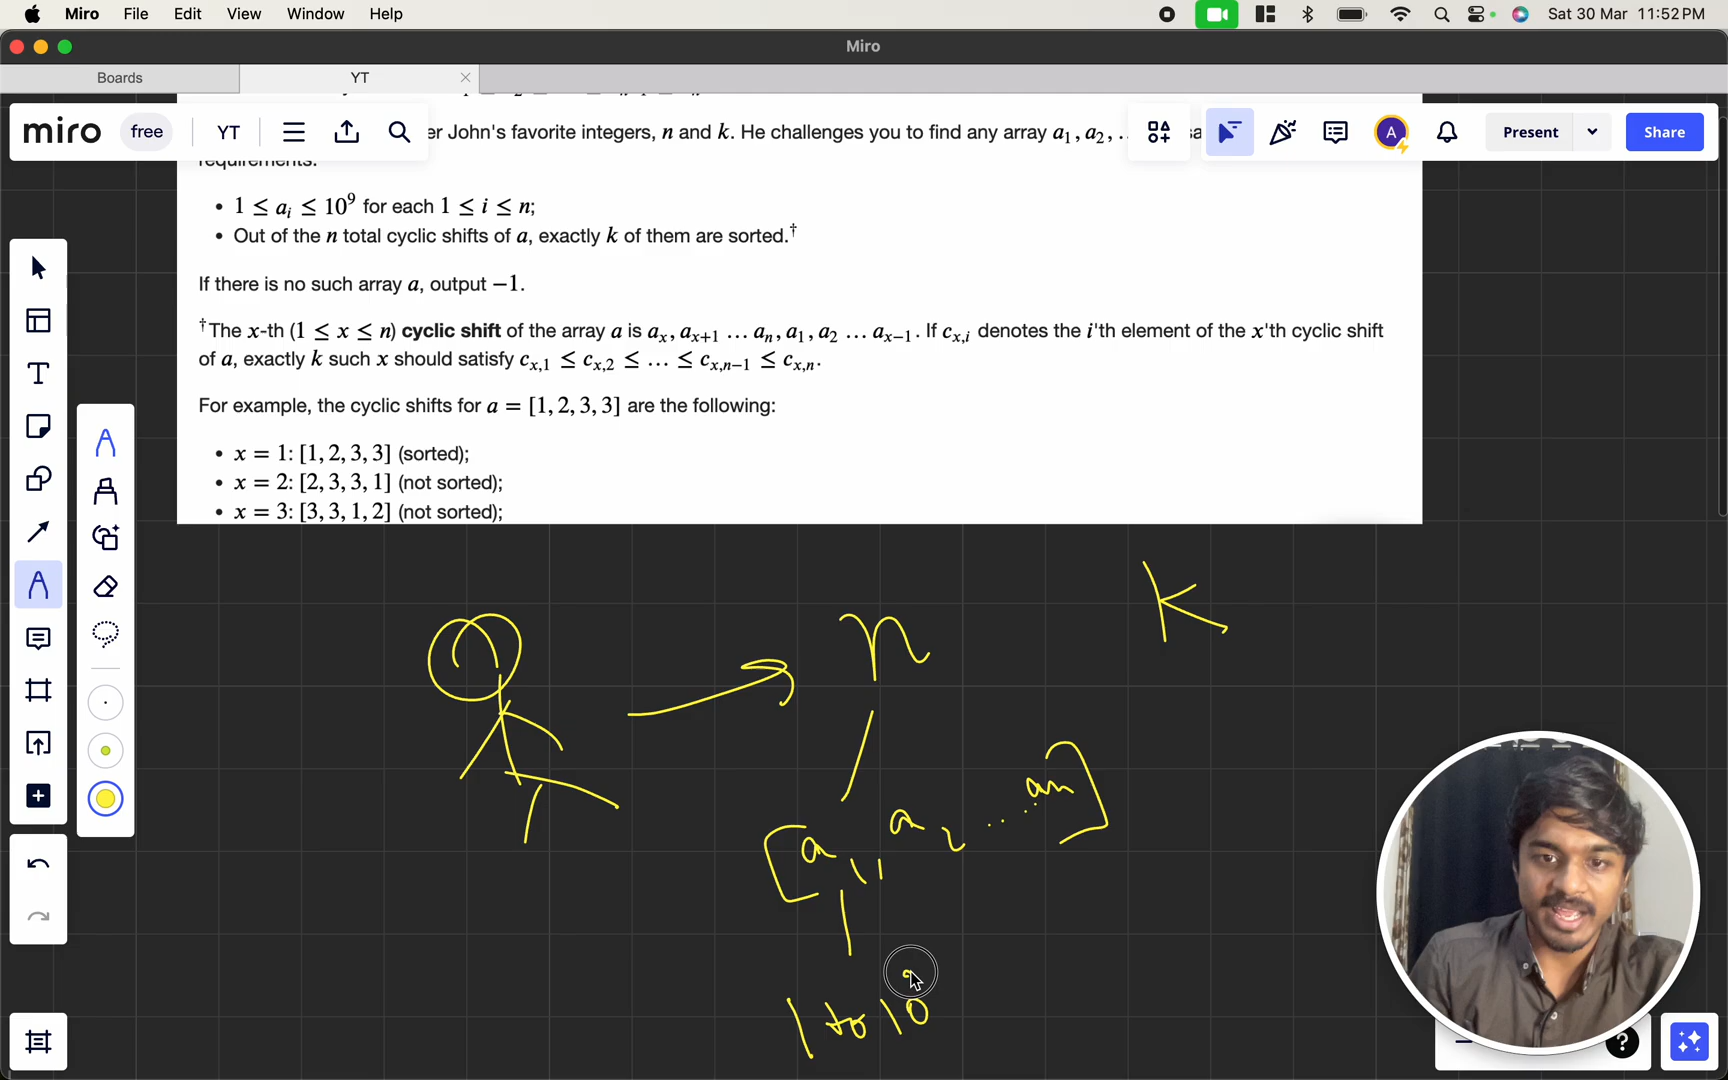 Miro File Edit View Window Help Sat 30 Mar 11:52 PM
Miro
Boards YT
miro free YT Present Share
er John's favorite integers, n and k. He challenges you to find any array a₁, a₂, . . sa
requirements:
• 1 ≤ aᵢ ≤ 10⁹ for each 1 ≤ i ≤ n;
• Out of the n total cyclic shifts of a, exactly k of them are sorted.†
If there is no such array a, output −1.
†The x-th (1 ≤ x ≤ n) cyclic shift of the array a is aₓ, aₓ₊₁ … aₙ, a₁, a₂ … aₓ₋₁. If cₓ,ᵢ denotes the i'th element of the x'th cyclic shift
of a, exactly k such x should satisfy cₓ,₁ ≤ cₓ,₂ ≤ … ≤ cₓ,ₙ₋₁ ≤ cₓ,ₙ.
For example, the cyclic shifts for a = [1, 2, 3, 3] are the following:
• x = 1: [1, 2, 3, 3] (sorted);
• x = 2: [2, 3, 3, 1] (not sorted);
• x = 3: [3, 3, 1, 2] (not sorted);
n K
[a₁, a₂ ... an]
1 to 10